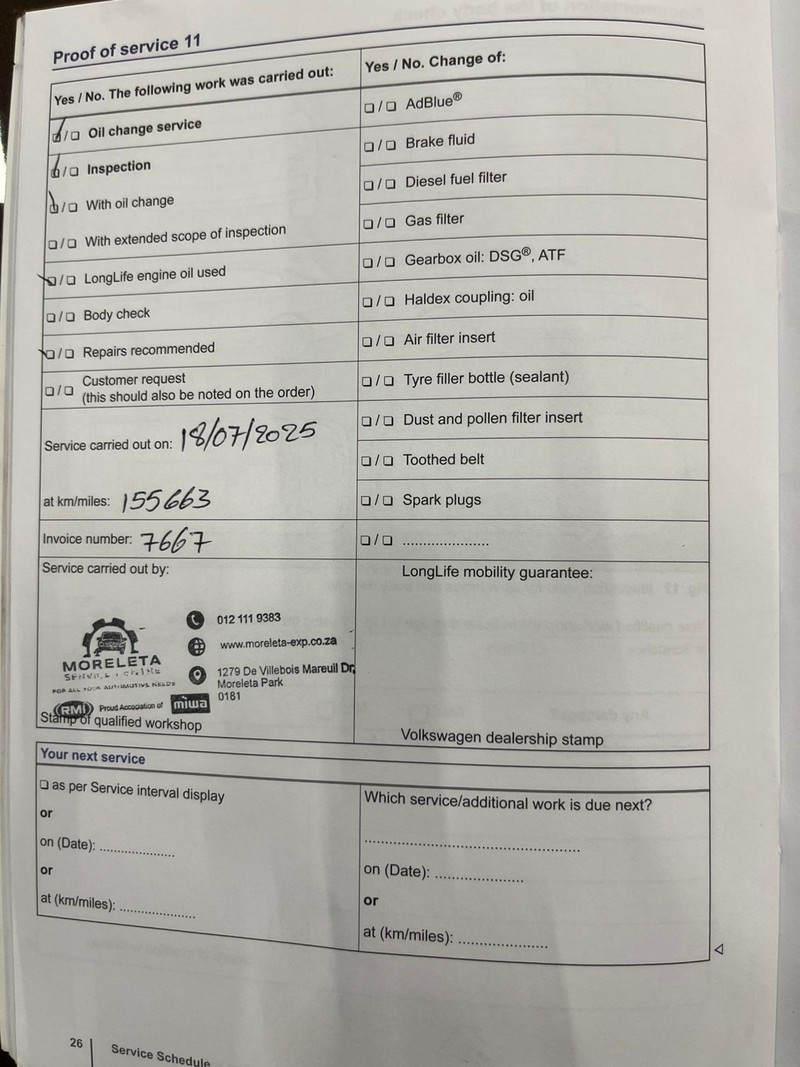 Proof of service 11
Yes / No. The following work was carried out:
❏/❏ Oil change service
❏/❏ Inspection
❏/❏ With oil change
❏/❏ With extended scope of inspection
❏/❏ LongLife engine oil used
❏/❏ Body check
❏/❏ Repairs recommended
❏/❏ Customer request
(this should also be noted on the order)
Service carried out on: 18/07/2025
at km/miles: 155663
Invoice number: 7667
Service carried out by:
012 111 9383
www.moreleta-exp.co.za
1279 De Villebois Mareuil Dr,
Moreleta Park
0181
MORELETA
FOR ALL YOUR AUTOMOTIVE NEEDS
RMI Proud Accodation of miwa
Stamp of qualified workshop
Yes / No. Change of:
❏/❏ AdBlue®
❏/❏ Brake fluid
❏/❏ Diesel fuel filter
❏/❏ Gas filter
❏/❏ Gearbox oil: DSG®, ATF
❏/❏ Haldex coupling: oil
❏/❏ Air filter insert
❏/❏ Tyre filler bottle (sealant)
❏/❏ Dust and pollen filter insert
❏/❏ Toothed belt
❏/❏ Spark plugs
❏/❏ .....................
LongLife mobility guarantee:
Volkswagen dealership stamp
Your next service
❏ as per Service interval display
or
on (Date): ..................
or
at (km/miles): ..................
Which service/additional work is due next?
....................................................
on (Date): .....................
or
at (km/miles): .....................
26
Service Schedule